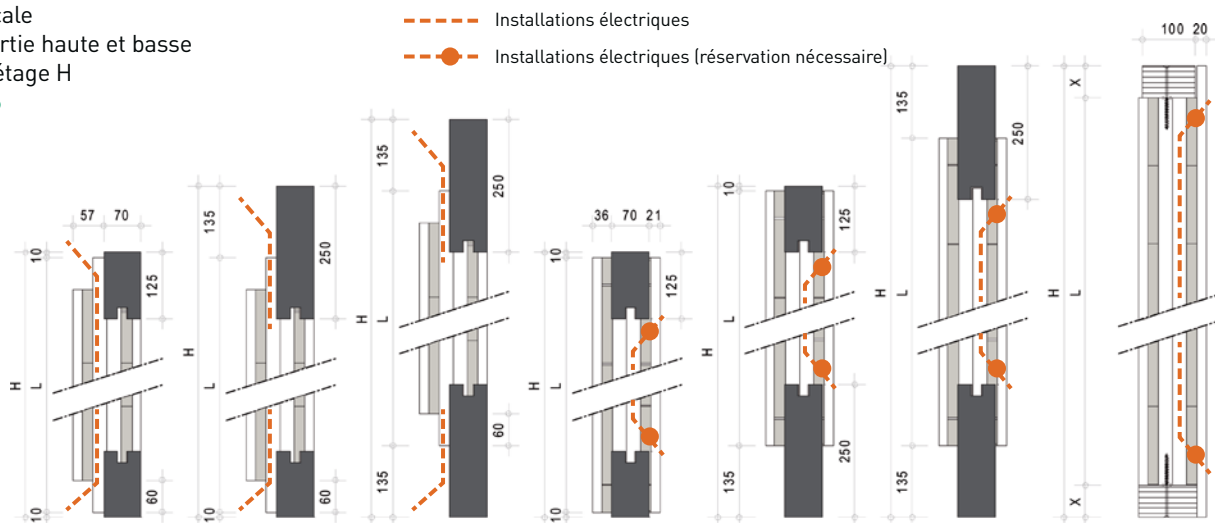 cale
rtie haute et basse
étage H
Installations électriques
Installations électriques (réservation nécessaire)
57 70
10
125
H
L
60
10
135
250
H
L
10
135
250
H
L
60
135
36 70 21
10
125
H
L
10
10
125
H
L
250
135
135
250
H
L
135
100 20
X
H
L
X